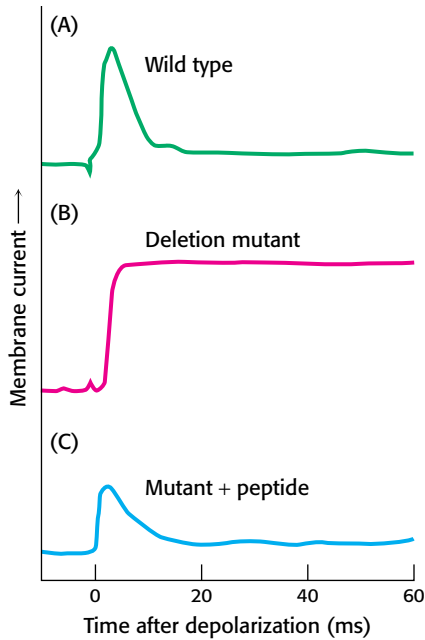 (A)
Wild type
(B)
Deletion mutant
(C)
Mutant + peptide
Membrane current →
0 20 40 60
Time after depolarization (ms)